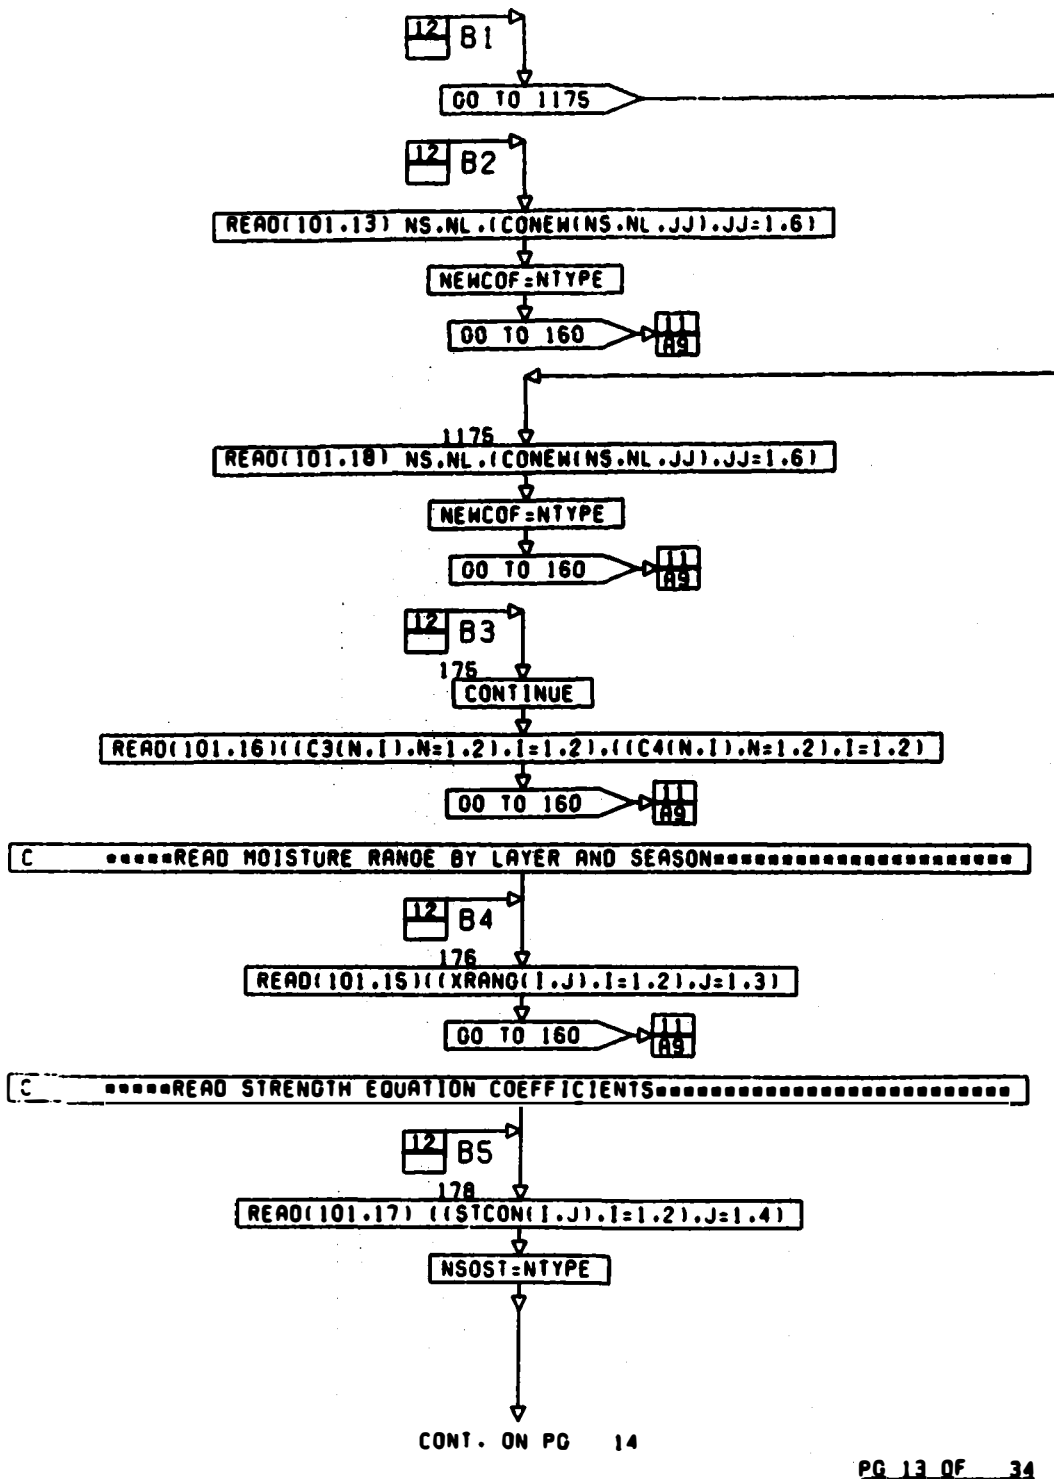 12 B1
GO TO 1175
12 B2
READ(101.13) NS.NL.(CONEW(NS.NL.JJ).JJ=1.6)
NEWCOF=NTYPE
GO TO 160 11
A9
1175
READ(101.18) NS.NL.(CONEW(NS.NL.JJ).JJ=1.6)
NEWCOF=NTYPE
GO TO 160 11
A9
12 B3
175
CONTINUE
READ(101.16)((C3(N.I).N=1.2).I=1.2).((C4(N.I).N=1.2).I=1.2)
GO TO 160 11
A9
C *****READ MOISTURE RANGE BY LAYER AND SEASON**********************
12 B4
176
READ(101.15)((XRANG(I.J).I=1.2).J=1.3)
GO TO 160 11
A9
C *****READ STRENGTH EQUATION COEFFICIENTS**************************
12 B5
178
READ(101.17) ((STCON(I.J).I=1.2).J=1.4)
NSOST=NTYPE
CONT. ON PG 14
PG 13 OF 34